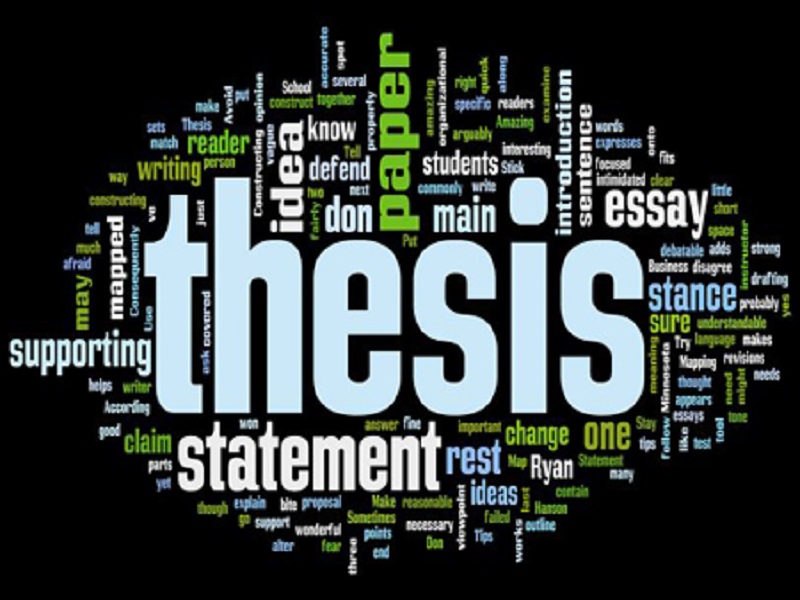 accurate
spot
School
several
construct together
Avoid
put
opinion
make
sets
Thesis
match
reader
person
way
writing
constructing
Constructing
vague
idea
know
Tell
defend
two
next
Fairly
don
property
paper
Put
amazing
organizational
right
quick
along
specific
readers
Amazing
arguably
examine
students
interesting
Stick
commonly
write
main
introduction
sentence
words
expresses
onto
focused
fits
intimidated
clear
essay
little
short
space
tell
much
afraid
may
mapped
Consequently
vs
just
Use
ask
covered
thesis
debatable
adds
instructor
strong
Business
disagree
drafting
stance
probably
yes
sure
understandable
meaning
Minnesota
Try
language
makes
Mapping
revisions
thought
need
might
needs
appears
supporting
helps
writer
According
good
claim
parts
yet
won
statement
answer
fine
important
rest
change
one
Stay
tips
follow
essays
like
test
tool
tone
Map
Ryan
Statement
many
ideas
contain
last
though
explain
bite
proposal
Make
reasonable
viewpoint
failed
Hanson
go
support
Sometimes
necessary
wonderful
points
Tips
works
outline
alter
fear
three
end
Don